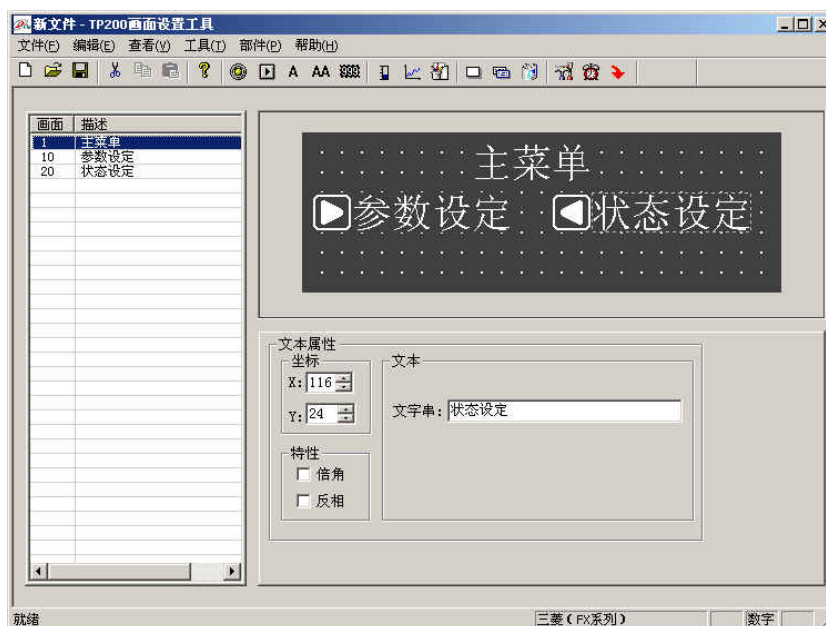 新文件 - TP200画面设置工具
文件(F) 编辑(E) 查看(V) 工具(T) 部件(P) 帮助(H)
A AA
画面 描述
1 主菜单
10 参数设定
20 状态设定
主菜单
参数设定 状态设定
文本属性
坐标
X: 116
Y: 24
特性
倍角
反相
文本
文字串: 状态设定
就绪 三菱(FX系列) 数字